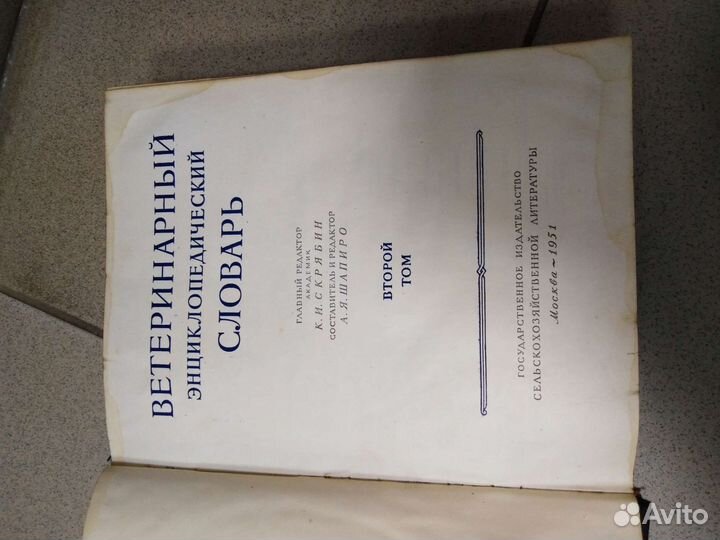 ВЕТЕРИНАРНЫЙ
ЭНЦИКЛОПЕДИЧЕСКИЙ
СЛОВАРЬ
ГЛАВНЫЙ РЕДАКТОР
АКАДЕМИК
К. И. СКРЯБИН
СОСТАВИТЕЛЬ И РЕДАКТОР
А. Я. ШАПИРО
ВТОРОЙ
ТОМ
ГОСУДАРСТВЕННОЕ ИЗДАТЕЛЬСТВО
СЕЛЬСКОХОЗЯЙСТВЕННОЙ ЛИТЕРАТУРЫ
Москва ~ 1951
Avito